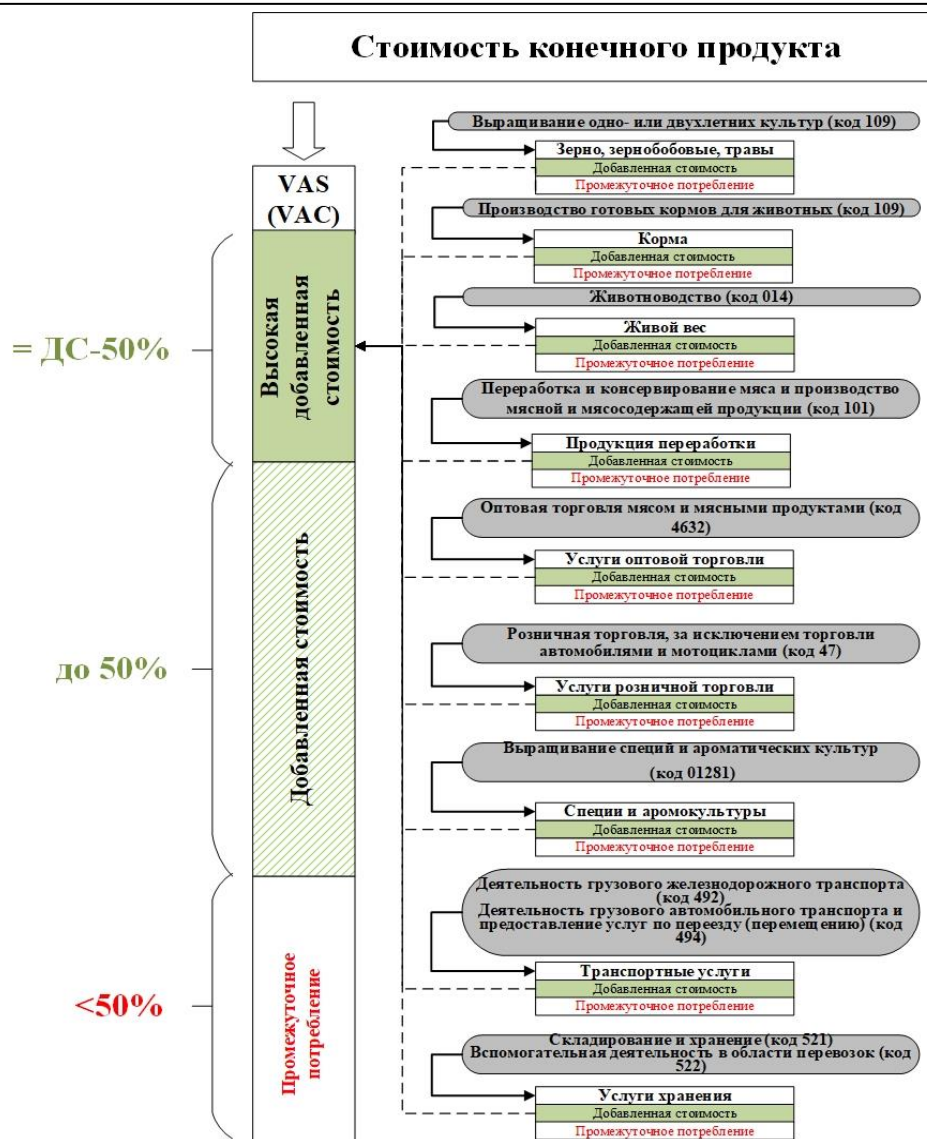 Стоимость конечного продукта
VAS
(VAC)
= ДС-50%
Высокая
добавленная
стоимость
до 50%
Добавленная стоимость
<50%
Промежуточное
потребление
Выращивание одно- или двухлетних культур (код 109)
Зерно, зернобобовые, травы
Добавленная стоимость
Промежуточное потребление
Производство готовых кормов для животных (код 109)
Корма
Добавленная стоимость
Промежуточное потребление
Животноводство (код 014)
Живой вес
Добавленная стоимость
Промежуточное потребление
Переработка и консервирование мяса и производство
мясной и мясосодержащей продукции (код 101)
Продукция переработки
Добавленная стоимость
Промежуточное потребление
Оптовая торговля мясом и мясными продуктами (код
4632)
Услуги оптовой торговли
Добавленная стоимость
Промежуточное потребление
Розничная торговля, за исключением торговли
автомобилями и мотоциклами (код 47)
Услуги розничной торговли
Добавленная стоимость
Промежуточное потребление
Выращивание специй и ароматических культур
(код 01281)
Специи и аромокультуры
Добавленная стоимость
Промежуточное потребление
Деятельность грузового железнодорожного транспорта
(код 492)
Деятельность грузового автомобильного транспорта и
предоставление услуг по переезду (перемещению) (код
494)
Транспортные услуги
Добавленная стоимость
Промежуточное потребление
Складирование и хранение (код 521)
Вспомогательная деятельность в области перевозок (код
522)
Услуги хранения
Добавленная стоимость
Промежуточное потребление